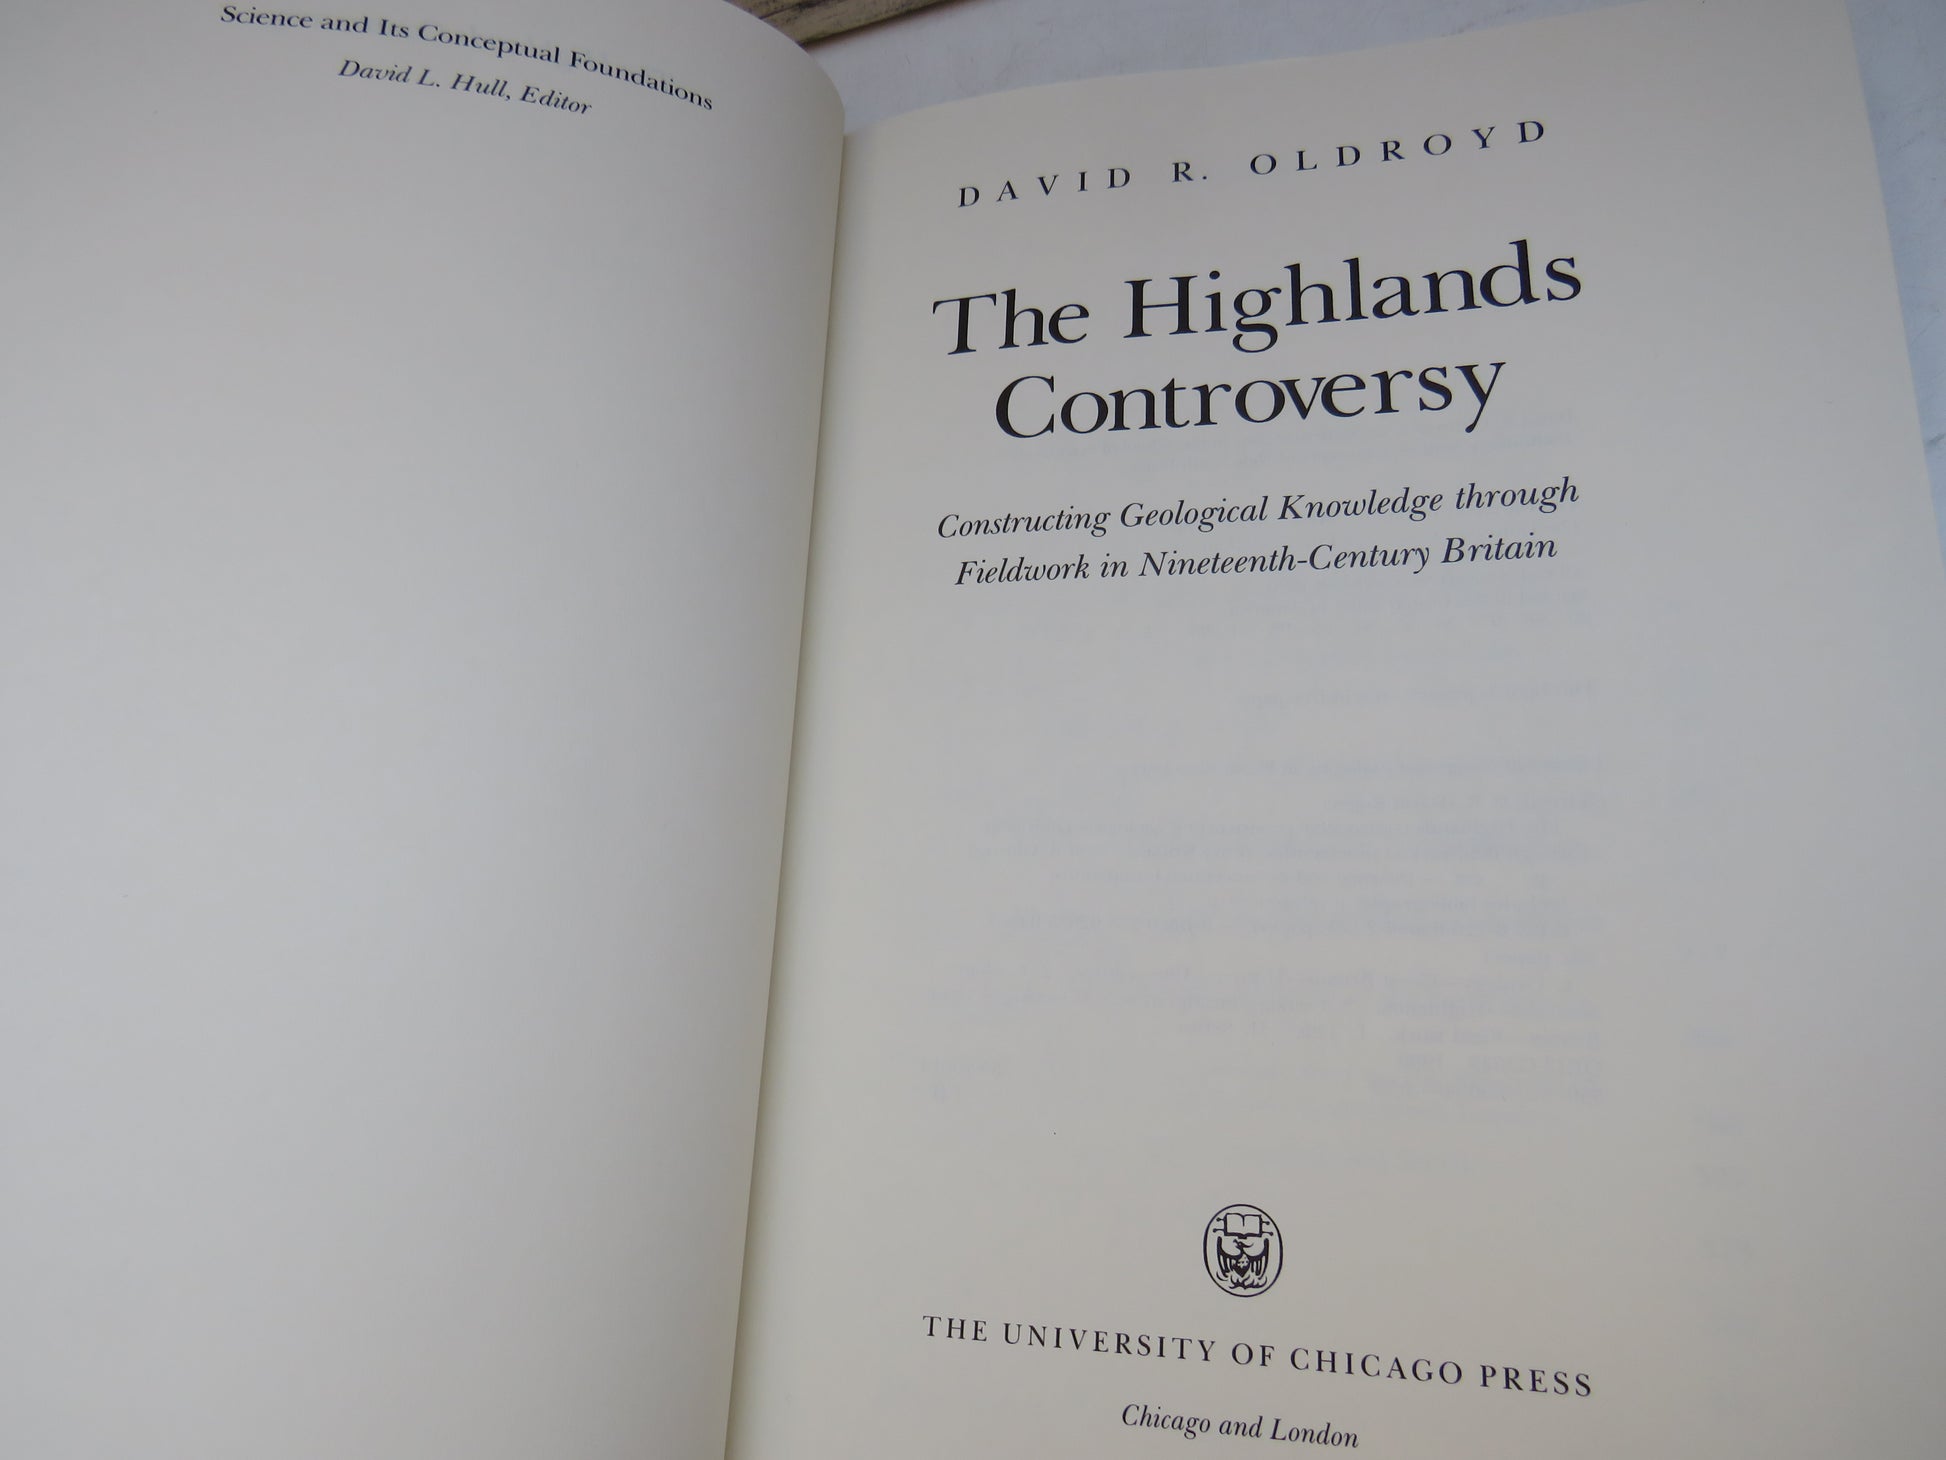 Science and Its Conceptual Foundations
David L. Hull, Editor
DAVID R. OLDROYD
The Highlands
Controversy
Constructing Geological Knowledge through
Fieldwork in Nineteenth-Century Britain
THE UNIVERSITY OF CHICAGO PRESS
Chicago and London